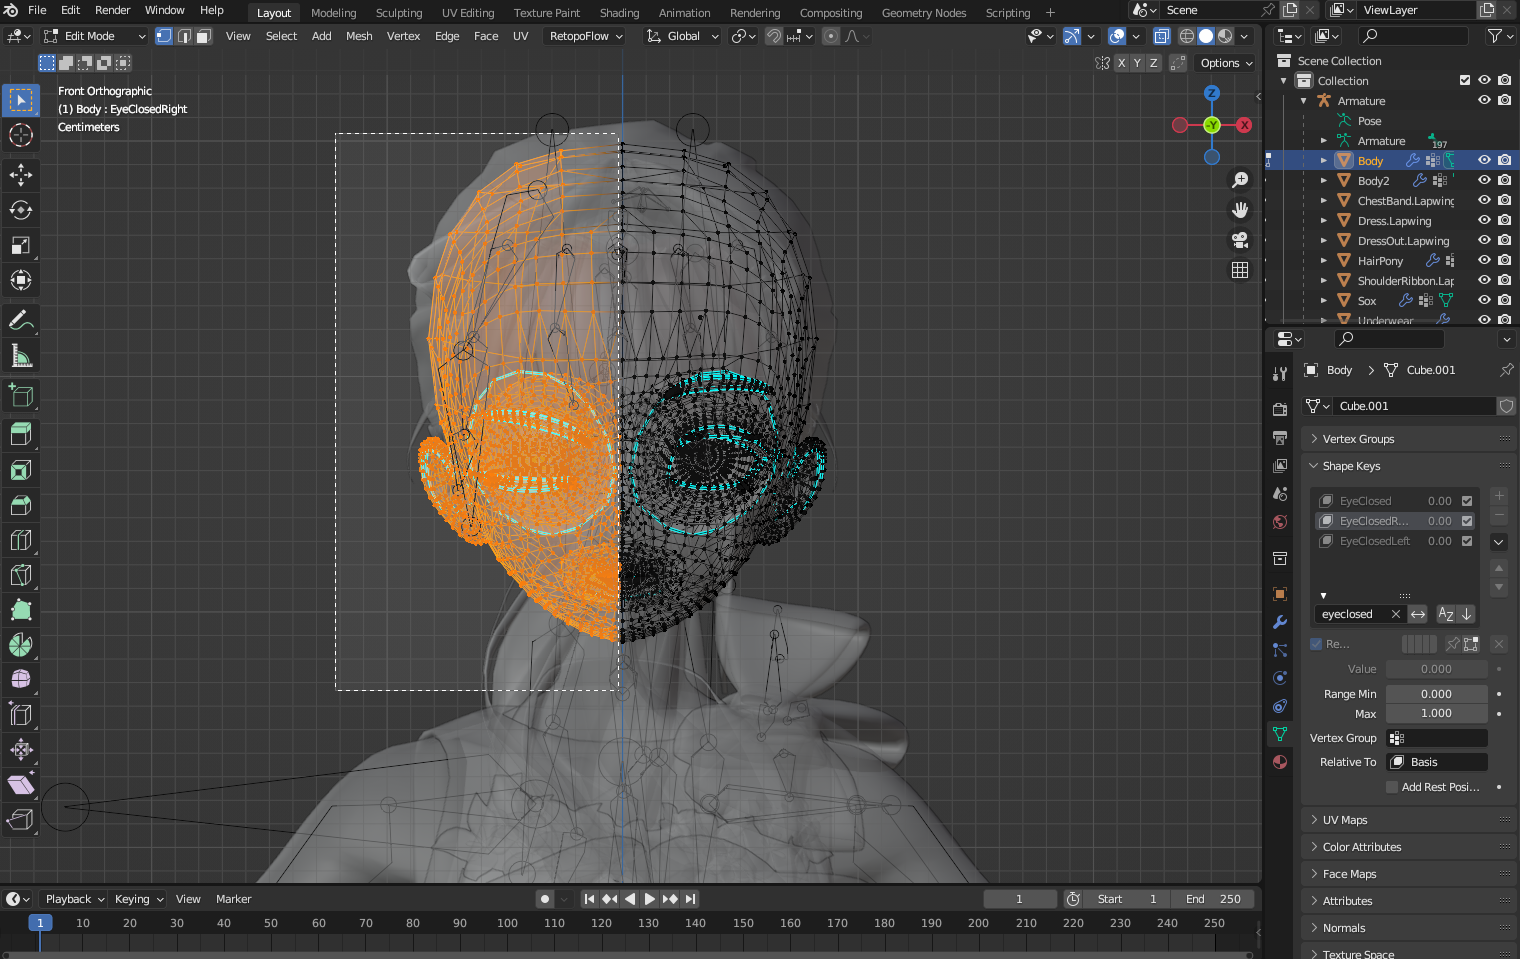 File Edit Render Window Help Layout Modeling Sculpting UV Editing Texture Paint Shading Animation Rendering Compositing Geometry Nodes Scripting + Scene ViewLayer
Edit Mode View Select Add Mesh Vertex Edge Face UV RetopoFlow Global
X Y Z Options
Front Orthographic
(1) Body : EyeClosedRight
Centimeters
Z
-Y X
Scene Collection
Collection
Armature
Pose
Armature 197
Body
Body2
ChestBand.Lapwing
Dress.Lapwing
DressOut.Lapwing
HairPony
ShoulderRibbon.Lap
Sox
Underwear
Body > Cube.001
Cube.001
Vertex Groups
Shape Keys
EyeClosed 0.00
EyeClosedR... 0.00
EyeClosedLeft 0.00
eyeclosed
Re...
Value 0.000
Range Min 0.000
Max 1.000
Vertex Group
Relative To Basis
Add Rest Posi...
UV Maps
Color Attributes
Face Maps
Attributes
Normals
Texture Space
Playback Keying View Marker 1 Start 1 End 250
1 10 20 30 40 50 60 70 80 90 100 110 120 130 140 150 160 170 180 190 200 210 220 230 240 250